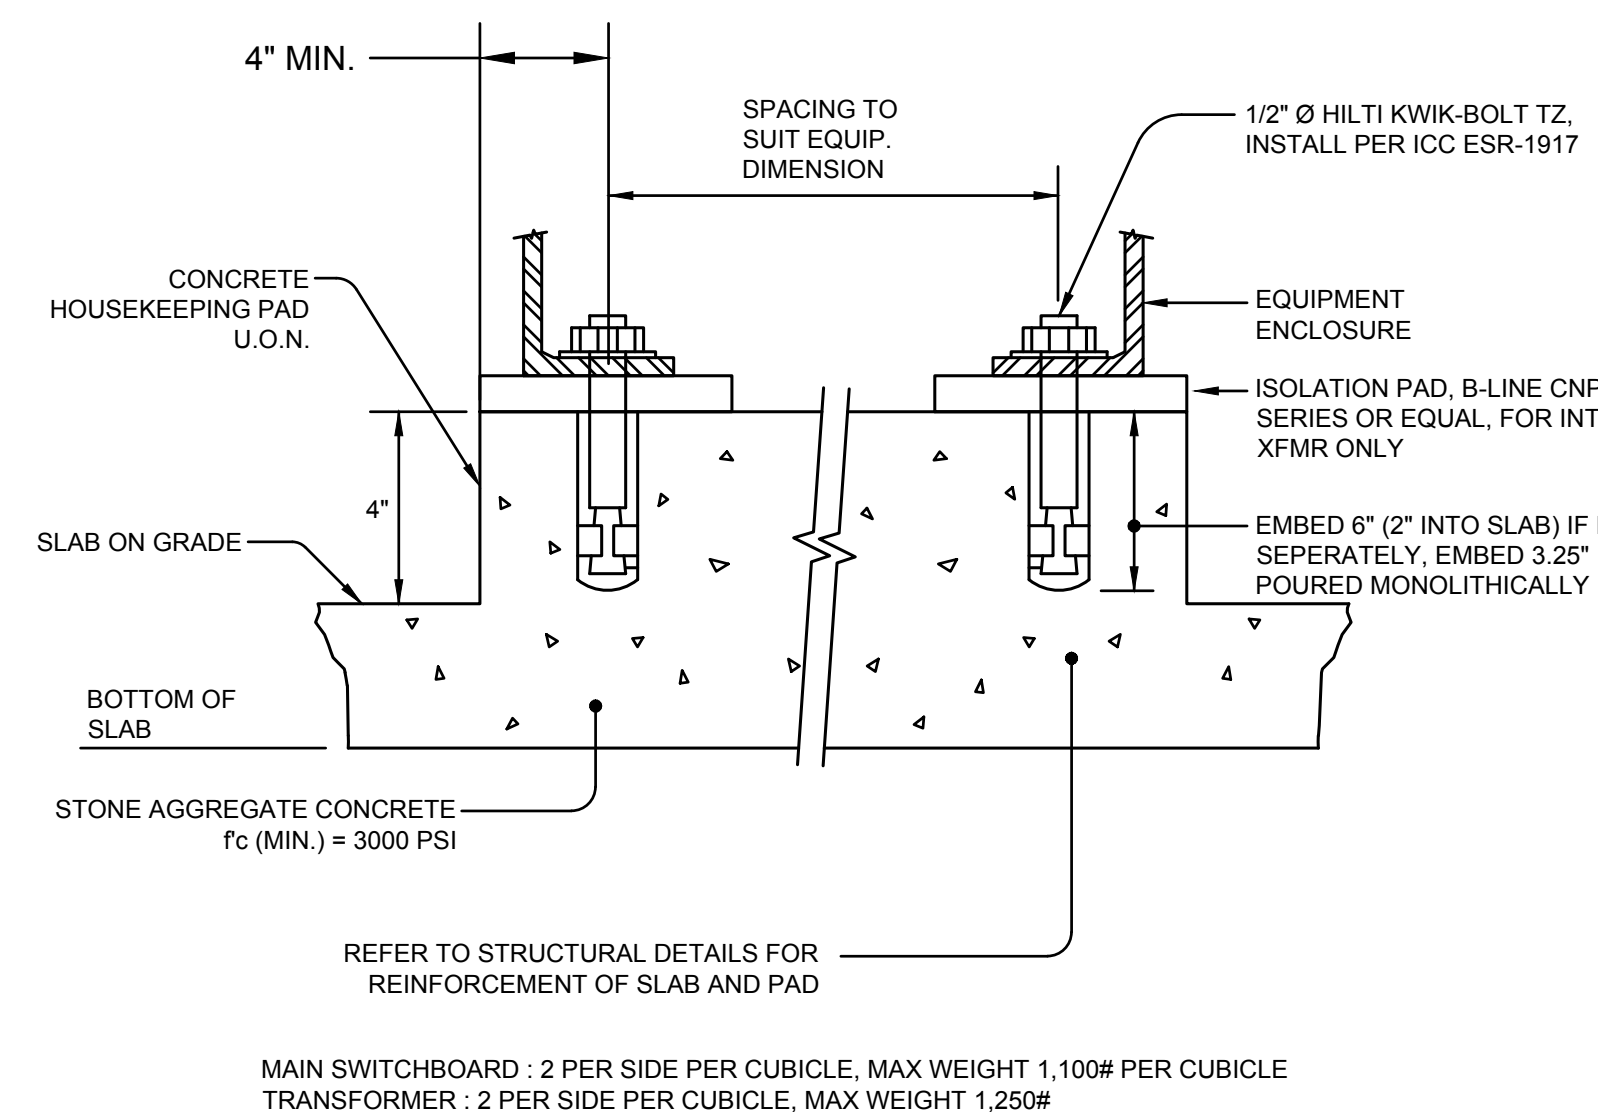 4" MIN.
SPACING TO
SUIT EQUIP.
DIMENSION
1/2" Ø HILTI KWIK-BOLT TZ,
INSTALL PER ICC ESR-1917
CONCRETE
HOUSEKEEPING PAD
U.O.N.
EQUIPMENT
ENCLOSURE
ISOLATION PAD, B-LINE CNP
SERIES OR EQUAL, FOR INT
XFMR ONLY
4"
SLAB ON GRADE
EMBED 6" (2" INTO SLAB) IF
SEPERATELY, EMBED 3.25"
POURED MONOLITHICALLY
BOTTOM OF
SLAB
STONE AGGREGATE CONCRETE
f'c (MIN.) = 3000 PSI
REFER TO STRUCTURAL DETAILS FOR
REINFORCEMENT OF SLAB AND PAD
MAIN SWITCHBOARD : 2 PER SIDE PER CUBICLE, MAX WEIGHT 1,100# PER CUBICLE
TRANSFORMER : 2 PER SIDE PER CUBICLE, MAX WEIGHT 1,250#